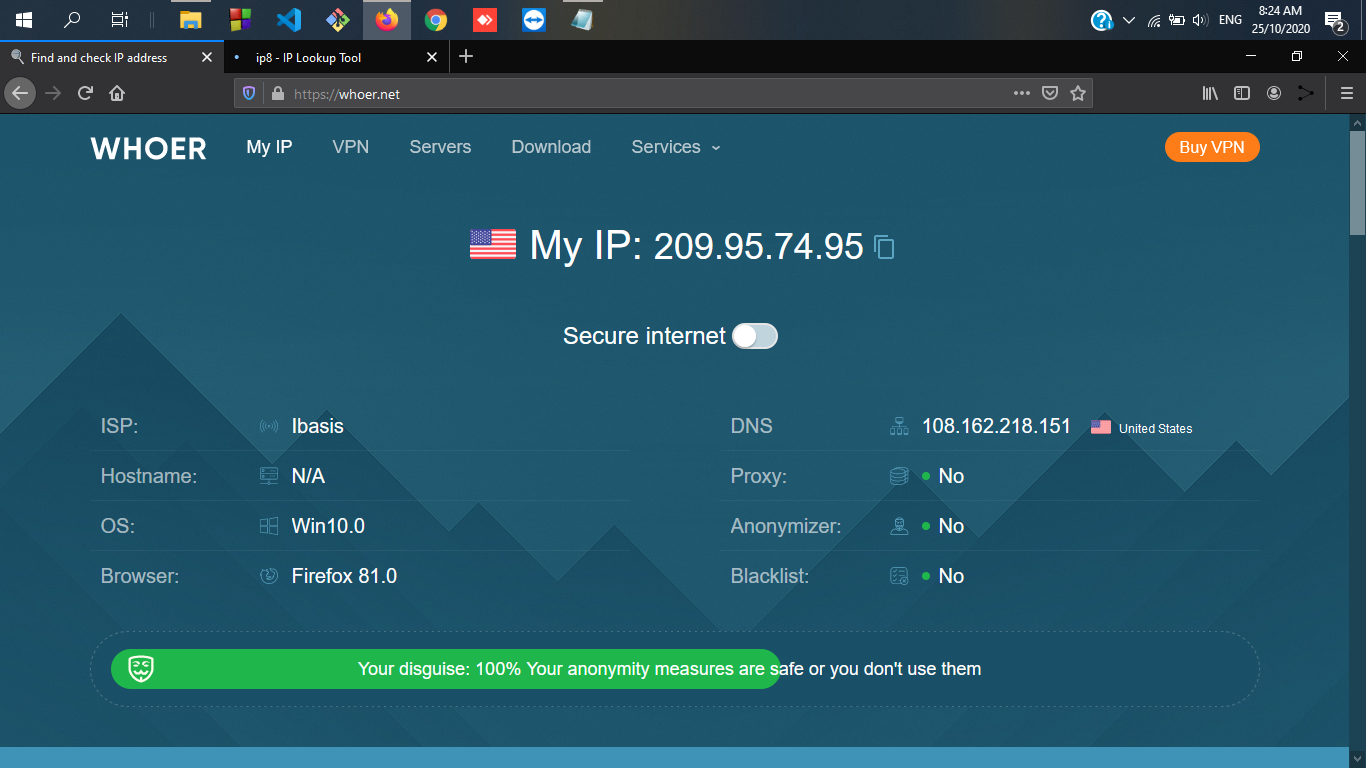 ENG
8:24 AM
25/10/2020
2
Find and check IP address
ip8 - IP Lookup Tool
https://whoer.net
WHOER
My IP
VPN
Servers
Download
Services
Buy VPN
My IP: 209.95.74.95
Secure internet
ISP:
Ibasis
DNS
108.162.218.151
United States
Hostname:
N/A
Proxy:
No
OS:
Win10.0
Anonymizer:
No
Browser:
Firefox 81.0
Blacklist:
No
Your disguise: 100% Your anonymity measures are safe or you don't use them